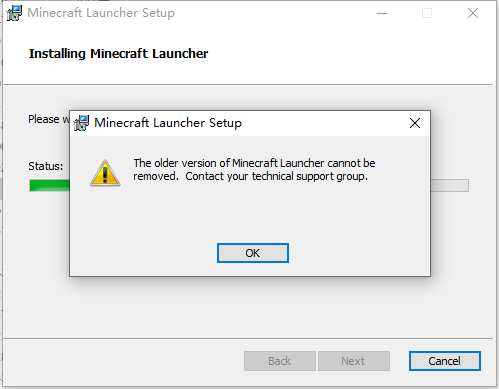 Minecraft Launcher Setup
Installing Minecraft Launcher
Please w
Minecraft Launcher Setup
The older version of Minecraft Launcher cannot be
removed.  Contact your technical support group.
Status:
OK
Back
Next
Cancel